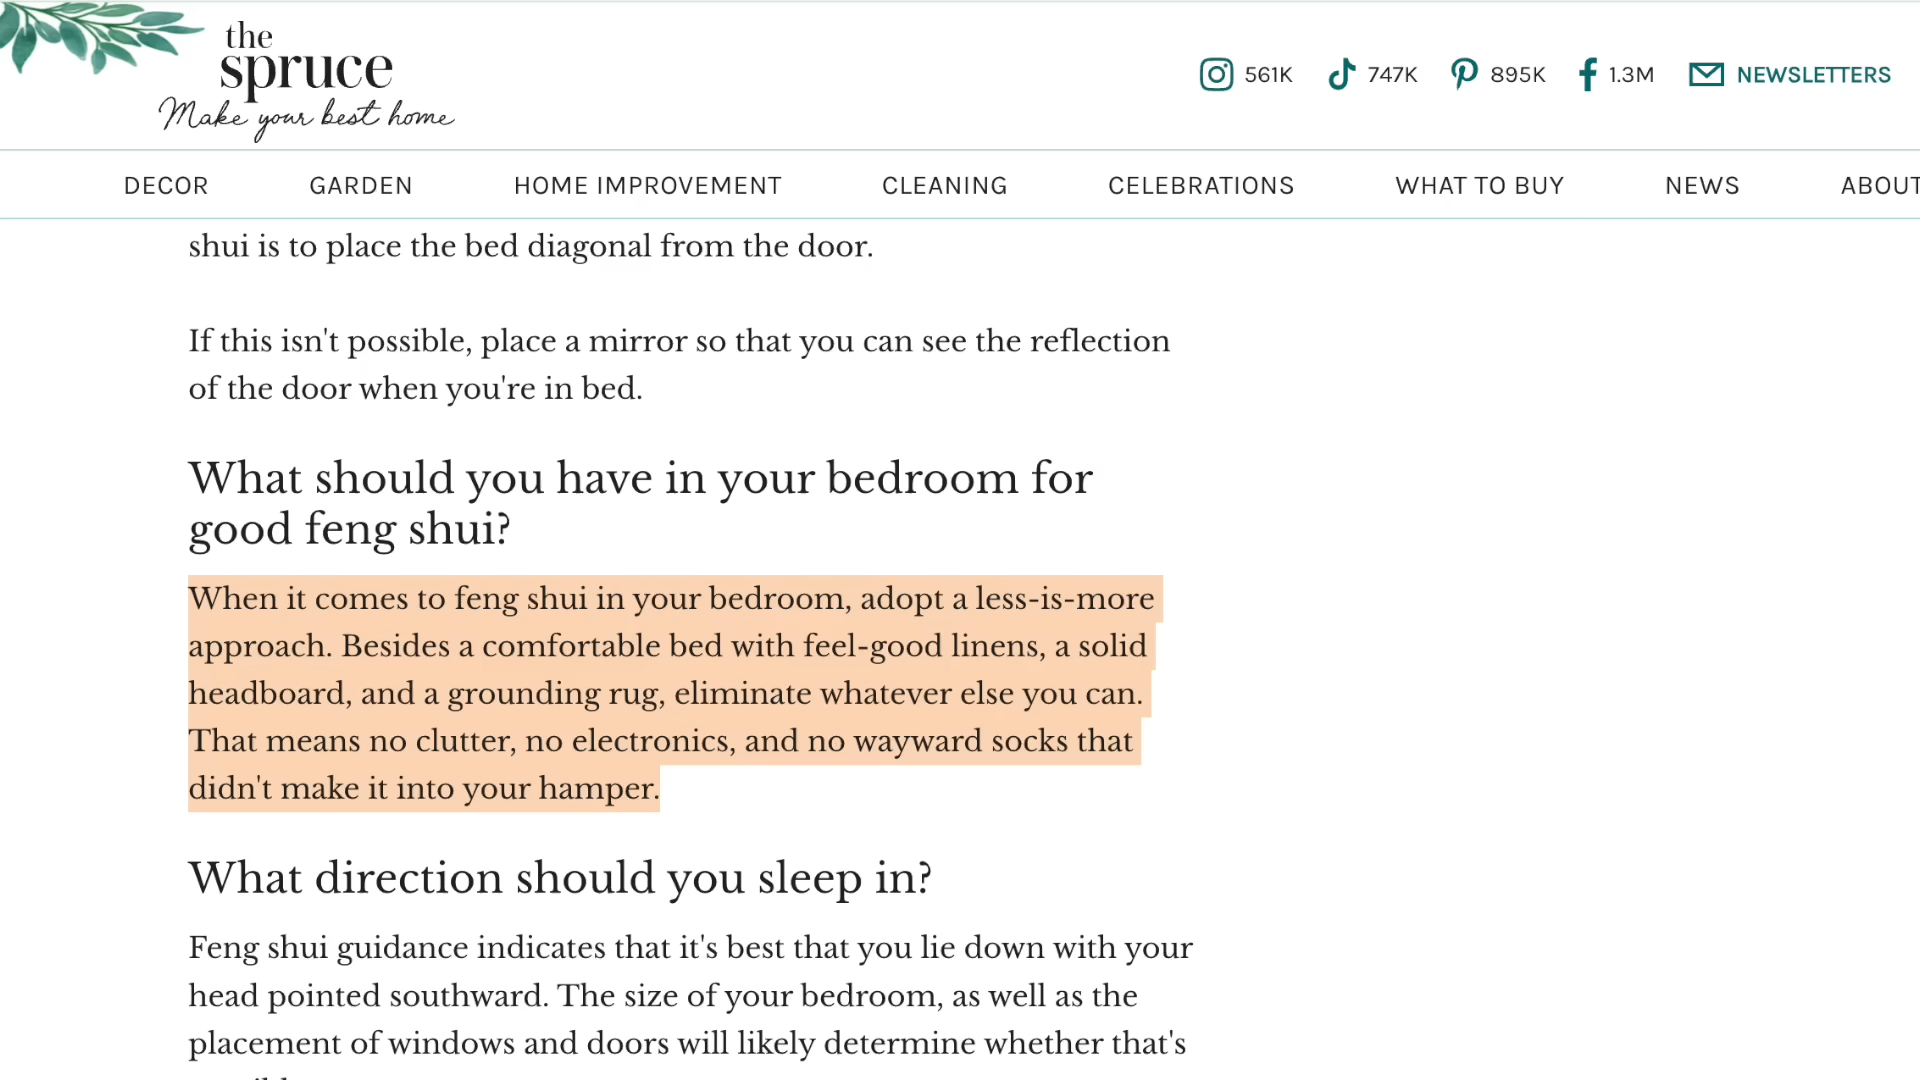 the
spruce
Make your best home
561K 747K 895K 1.3M NEWSLETTERS
DECOR GARDEN HOME IMPROVEMENT CLEANING CELEBRATIONS WHAT TO BUY NEWS ABOUT
shui is to place the bed diagonal from the door.
If this isn't possible, place a mirror so that you can see the reflection
of the door when you're in bed.
What should you have in your bedroom for
good feng shui?
When it comes to feng shui in your bedroom, adopt a less-is-more
approach. Besides a comfortable bed with feel-good linens, a solid
headboard, and a grounding rug, eliminate whatever else you can.
That means no clutter, no electronics, and no wayward socks that
didn't make it into your hamper.
What direction should you sleep in?
Feng shui guidance indicates that it's best that you lie down with your
head pointed southward. The size of your bedroom, as well as the
placement of windows and doors will likely determine whether that's